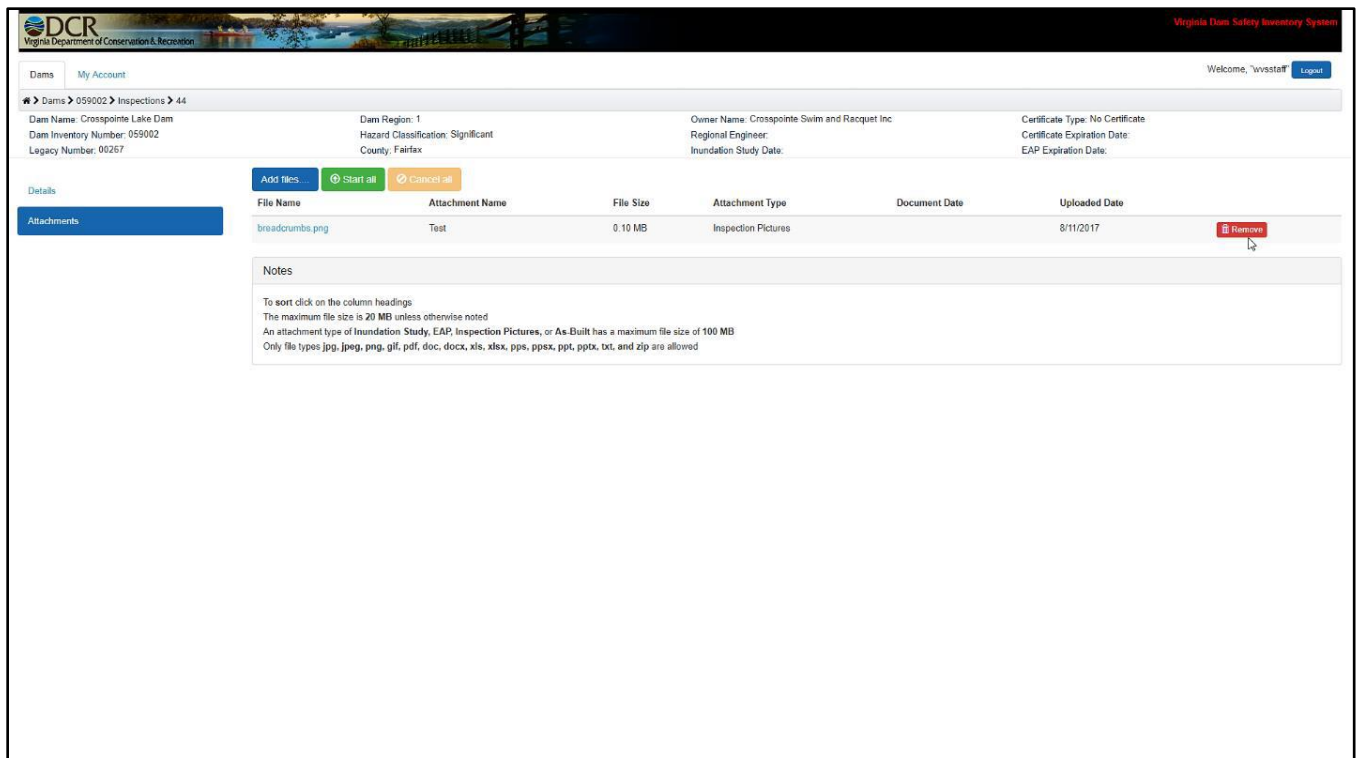 DCR
Virginia Department of Conservation & Recreation
Virginia Dam Safety Inventory System
Dams My Account
Welcome, "wvsstaff" Logout
Dams 059002 Inspections 44
Dam Name: Crosspointe Lake Dam Dam Region: 1 Owner Name: Crosspointe Swim and Racquet Inc Certificate Type: No Certificate
Dam Inventory Number: 059002 Hazard Classification: Significant Regional Engineer: Certificate Expiration Date:
Legacy Number: 00267 County: Fairfax Inundation Study Date: EAP Expiration Date:
Details
Attachments
Add files... Start all Cancel all
File Name Attachment Name File Size Attachment Type Document Date Uploaded Date
breadcrumbs.png Test 0.10 MB Inspection Pictures 8/11/2017 Remove
Notes
To sort click on the column headings
The maximum file size is 20 MB unless otherwise noted
An attachment type of Inundation Study, EAP, Inspection Pictures, or As-Built has a maximum file size of 100 MB
Only file types jpg, jpeg, png, gif, pdf, doc, docx, xls, xlsx, pps, ppsx, ppt, pptx, txt, and zip are allowed